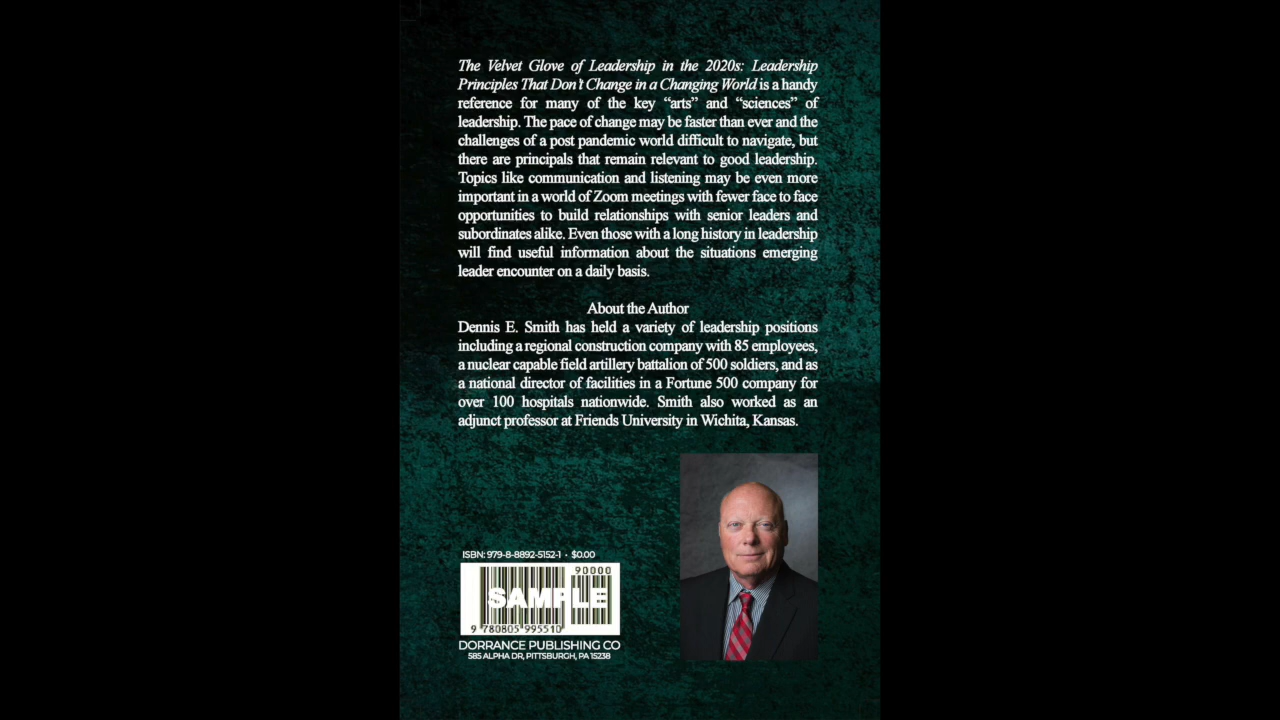 The Velvet Glove of Leadership in the 2020s: Leadership
Principles That Don't Change in a Changing World is a handy
reference for many of the key “arts” and “sciences” of
leadership. The pace of change may be faster than ever and the
challenges of a post pandemic world difficult to navigate, but
there are principals that remain relevant to good leadership.
Topics like communication and listening may be even more
important in a world of Zoom meetings with fewer face to face
opportunities to build relationships with senior leaders and
subordinates alike. Even those with a long history in leadership
will find useful information about the situations emerging
leader encounter on a daily basis.
About the Author
Dennis E. Smith has held a variety of leadership positions
including a regional construction company with 85 employees,
a nuclear capable field artillery battalion of 500 soldiers, and as
a national director of facilities in a Fortune 500 company for
over 100 hospitals nationwide. Smith also worked as an
adjunct professor at Friends University in Wichita, Kansas.
ISBN: 979-8-8892-5152-1 · $0.00
90000
SAMPLE
9 780805 995510
DORRANCE PUBLISHING CO
585 ALPHA DR, PITTSBURGH, PA 15238